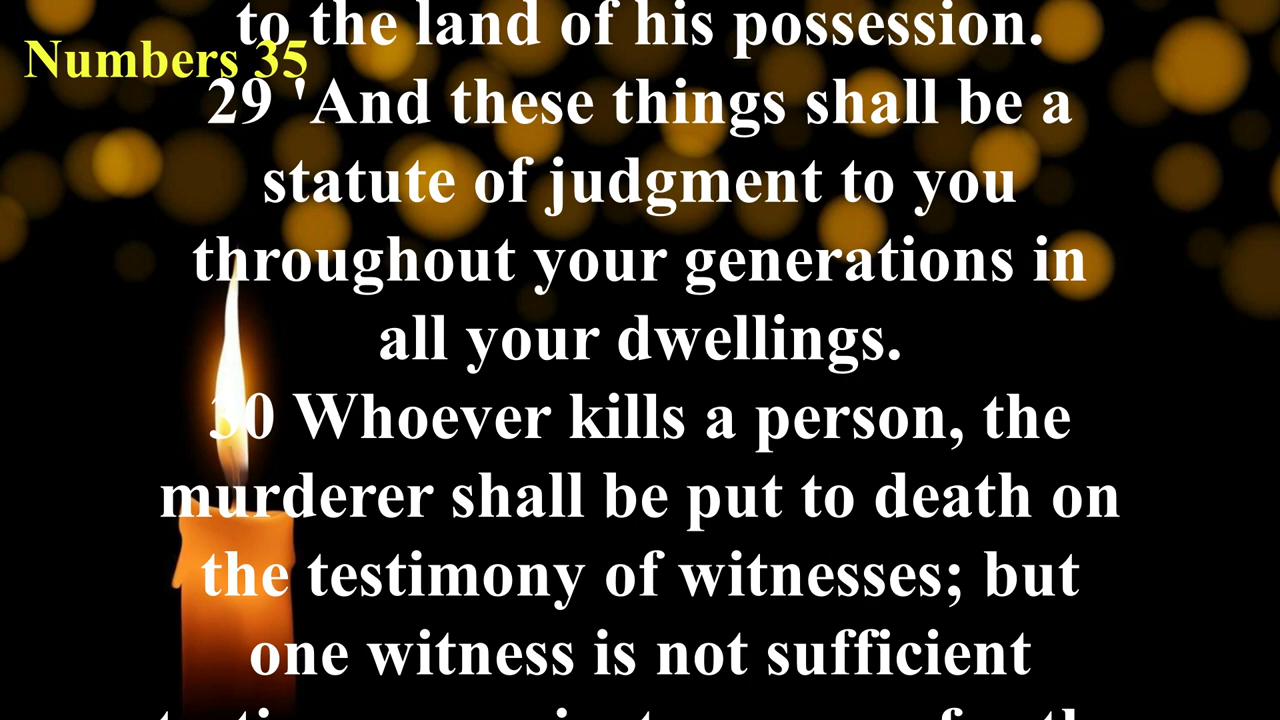 to the land of his possession.
Numbers 35
29 'And these things shall be a
statute of judgment to you
throughout your generations in
all your dwellings.
30 Whoever kills a person, the
murderer shall be put to death on
the testimony of witnesses; but
one witness is not sufficient